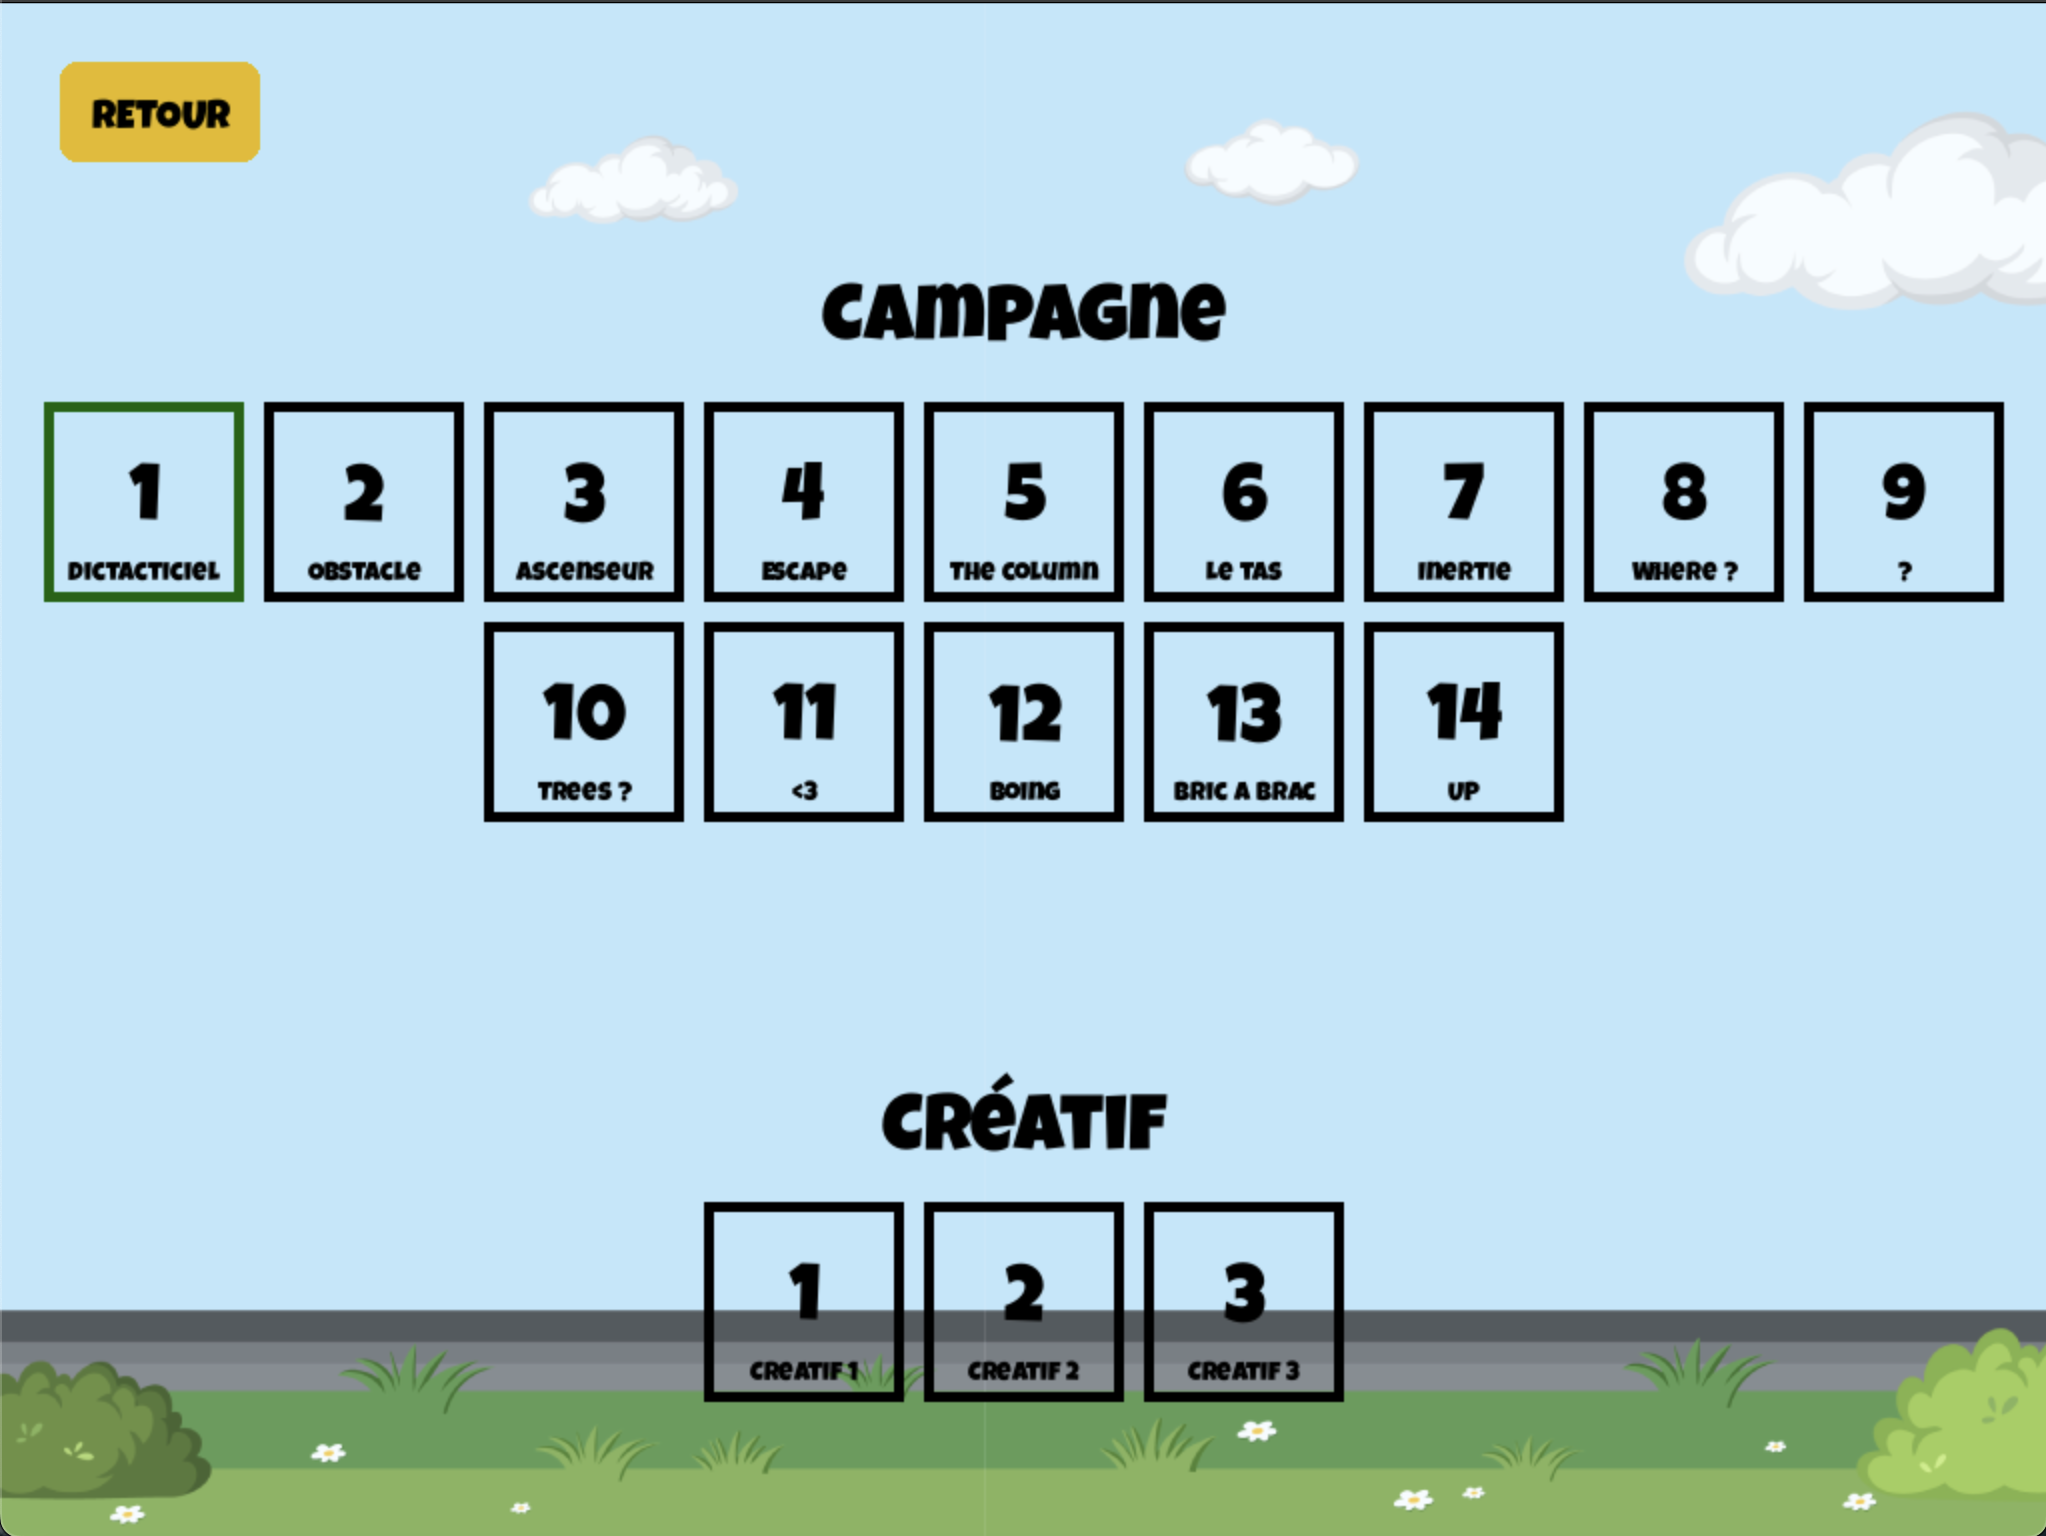 RETOUR
CAMPAGNE
1 2 3 4 5 6 7 8 9
DICTACTICIEL OBSTACLE ASCENSEUR ESCAPE THE COLUMN LE TAS INERTIE WHERE ? ?
10 11 12 13 14
TREES ? <3 BOING BRIC A BRAC UP
CRÉATIF
1 2 3
CREATIF 1 CREATIF 2 CREATIF 3